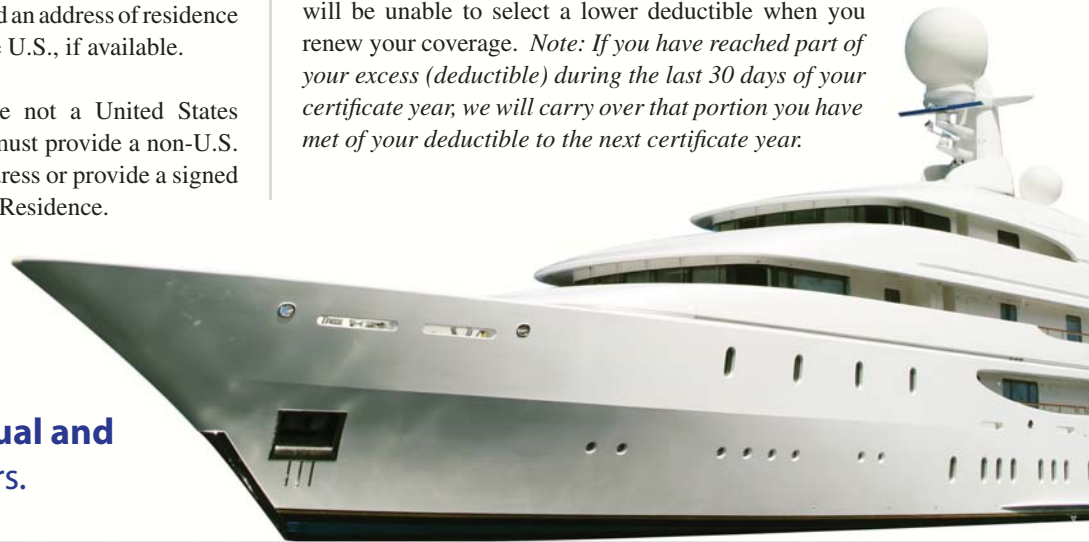 d an address of residence
U.S., if available.
not a United States
must provide a non-U.S.
dress or provide a signed
Residence.
ual and
rs.
will be unable to select a lower deductible when you
renew your coverage. Note: If you have reached part of
your excess (deductible) during the last 30 days of your
certificate year, we will carry over that portion you have
met of your deductible to the next certificate year.